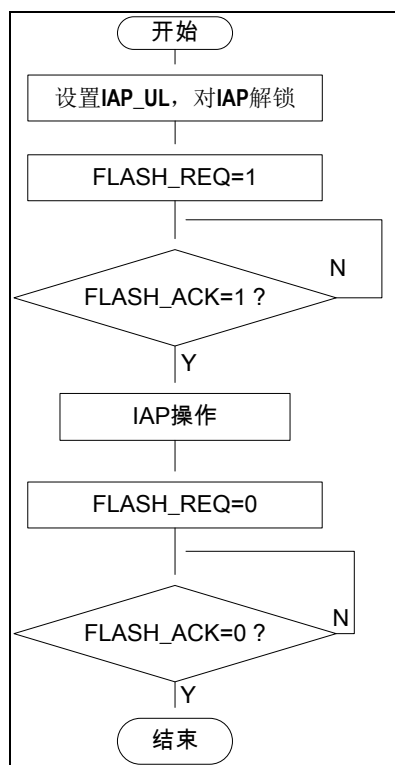 开始
设置IAP_UL，对IAP解锁
FLASH_REQ=1
N
FLASH_ACK=1 ?
Y
IAP操作
FLASH_REQ=0
N
FLASH_ACK=0 ?
Y
结束